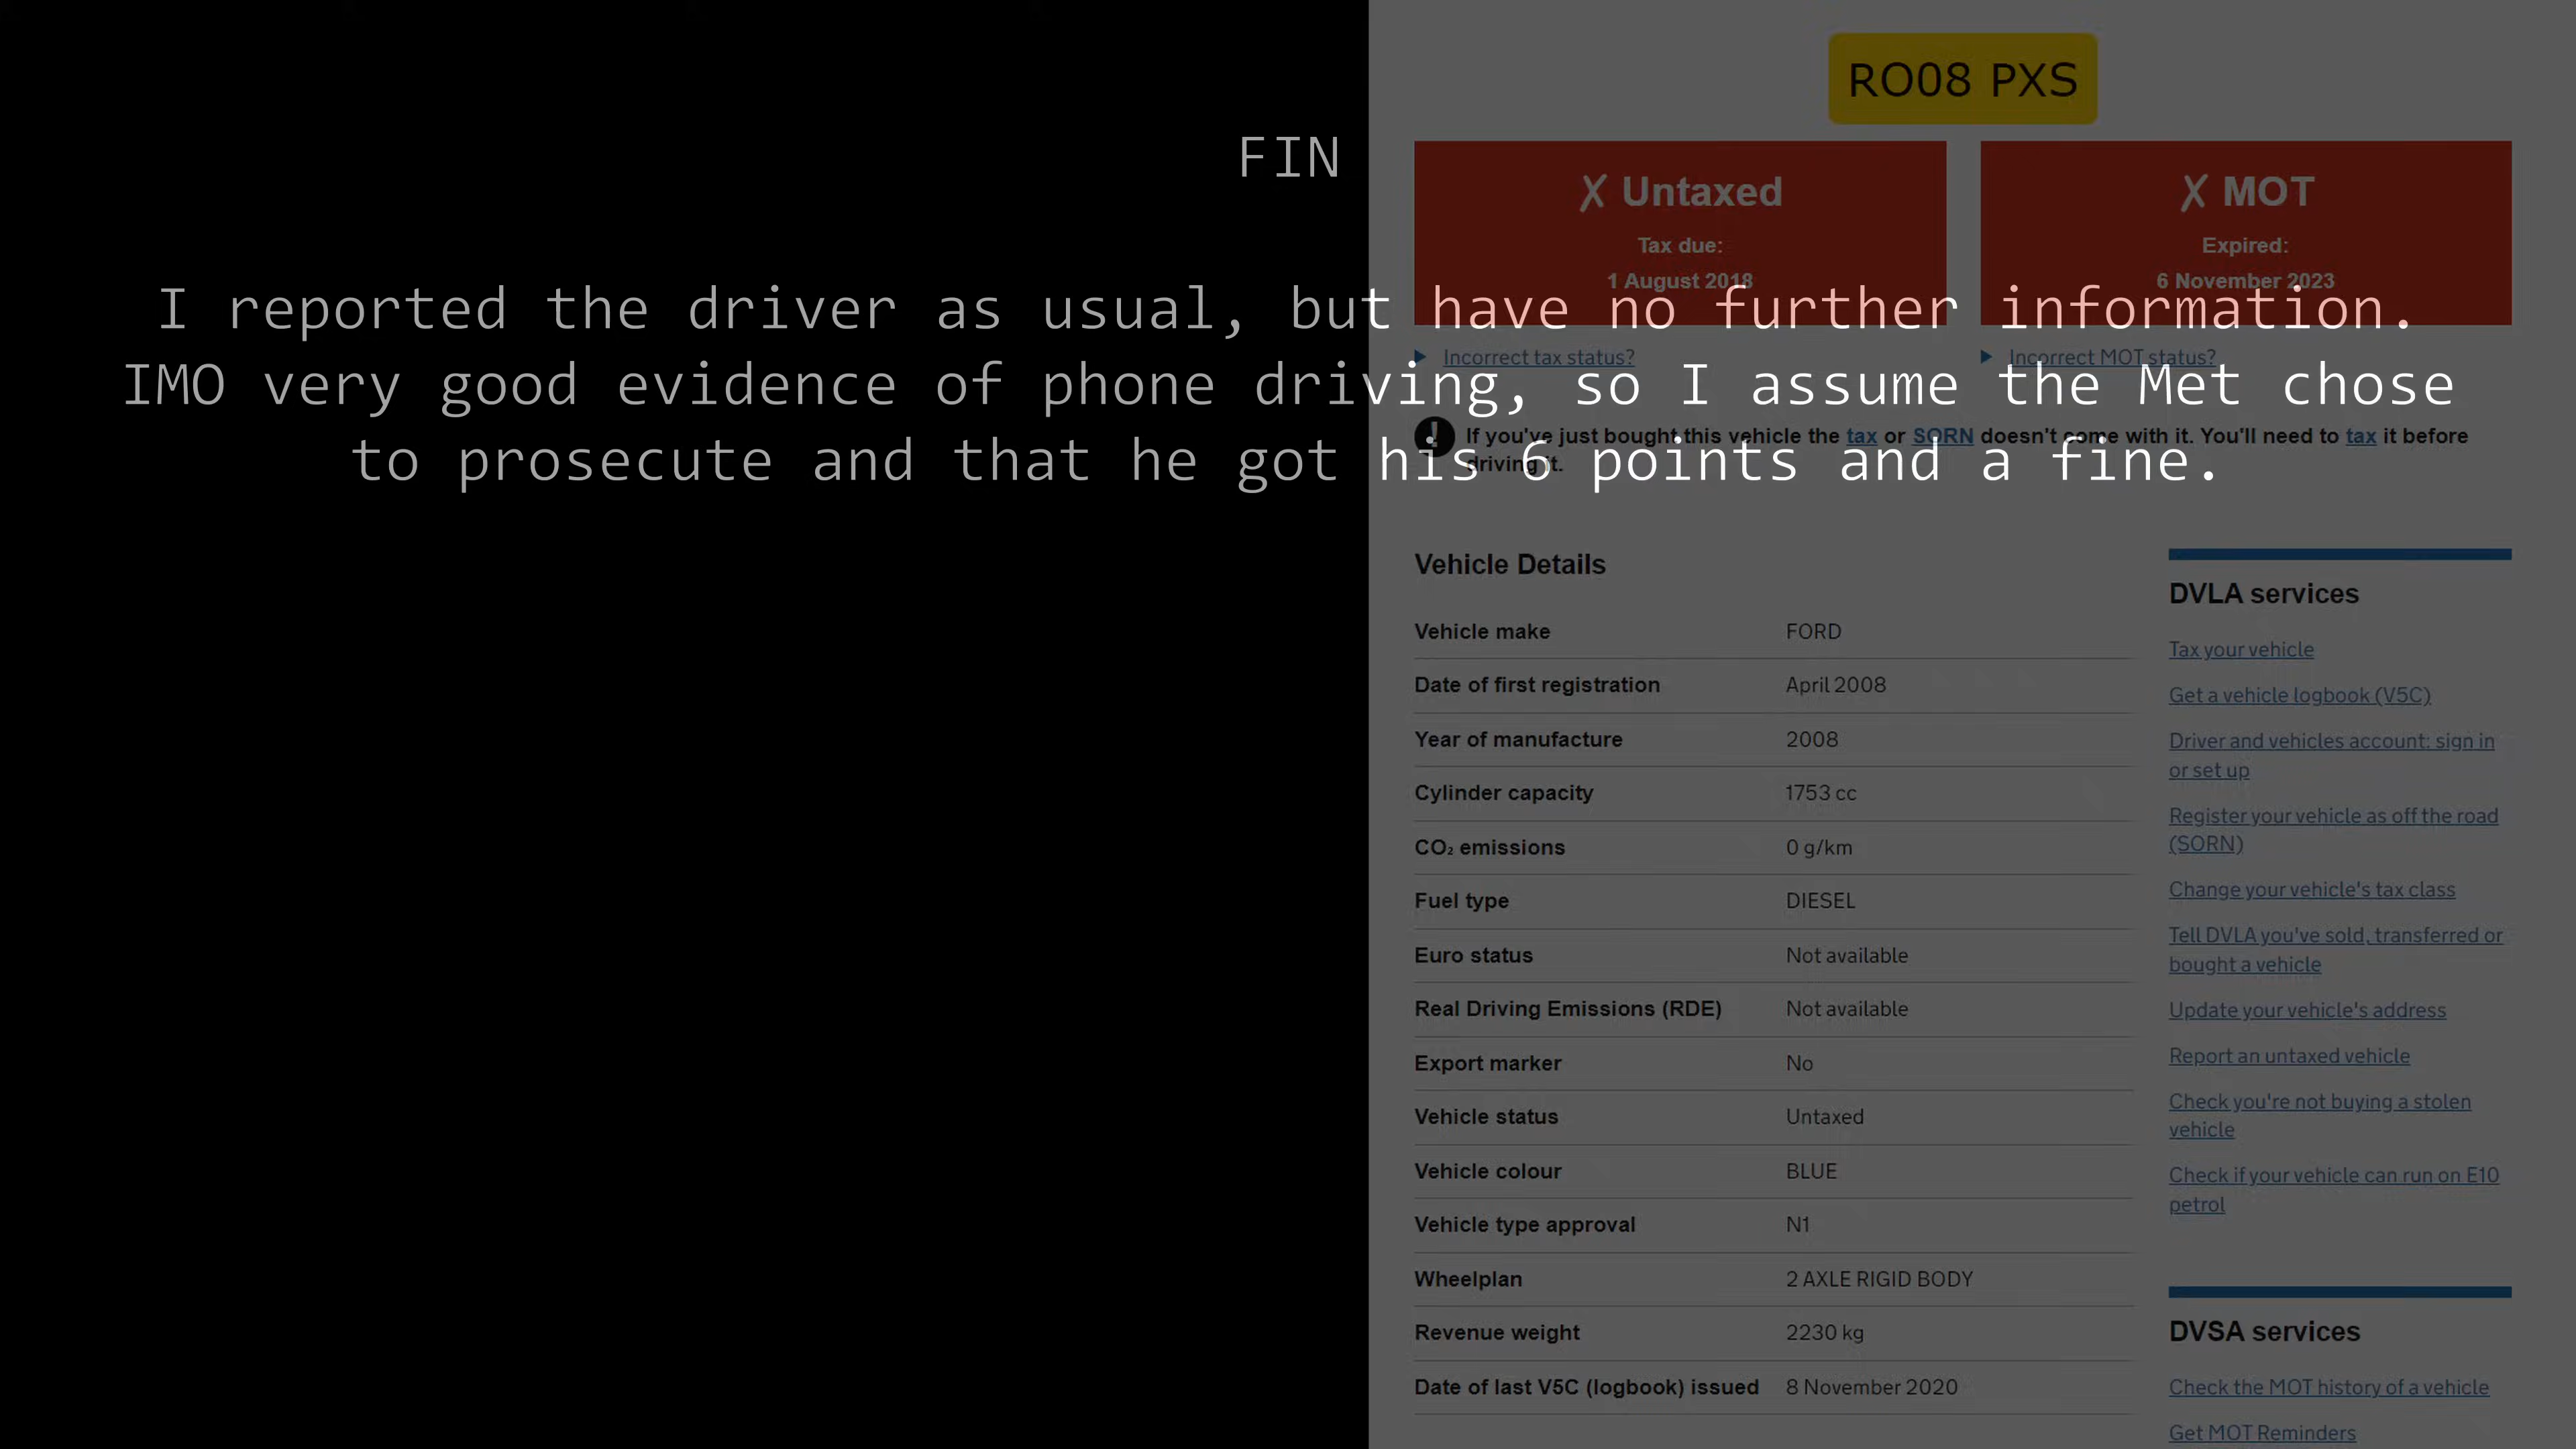 RO08 PXS
FIN
X Untaxed
Tax due:
1 August 2018
X MOT
Expired:
6 November 2023
I reported the driver as usual, but have no further information.
IMO very good evidence of phone driving, so I assume the Met chose
to prosecute and that he got his 6 points and a fine.
Incorrect tax status?
Incorrect MOT status?
If you've just bought this vehicle the tax or SORN doesn't come with it. You'll need to tax it before
driving it.
Vehicle Details
Vehicle make FORD
Date of first registration April 2008
Year of manufacture 2008
Cylinder capacity 1753 cc
CO₂ emissions 0 g/km
Fuel type DIESEL
Euro status Not available
Real Driving Emissions (RDE) Not available
Export marker No
Vehicle status Untaxed
Vehicle colour BLUE
Vehicle type approval N1
Wheelplan 2 AXLE RIGID BODY
Revenue weight 2230 kg
Date of last V5C (logbook) issued 8 November 2020
DVLA services
Tax your vehicle
Get a vehicle logbook (V5C)
Driver and vehicles account: sign in
or set up
Register your vehicle as off the road
(SORN)
Change your vehicle's tax class
Tell DVLA you've sold, transferred or
bought a vehicle
Update your vehicle's address
Report an untaxed vehicle
Check you're not buying a stolen
vehicle
Check if your vehicle can run on E10
petrol
DVSA services
Check the MOT history of a vehicle
Get MOT Reminders